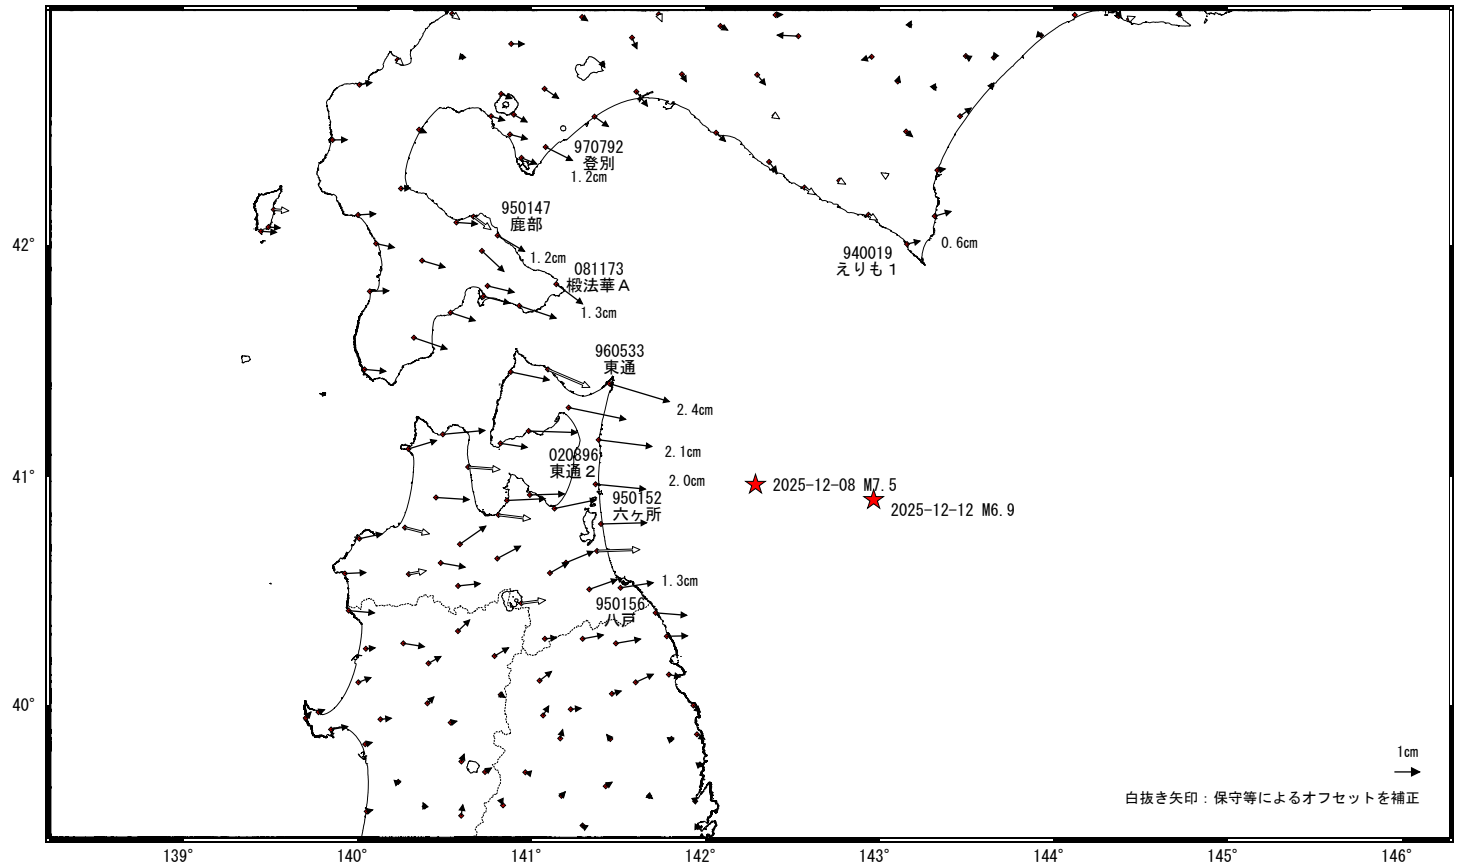 970792
登別
1.2cm
950147
鹿部
42°
0.6cm
940019
えりも１
1.2cm
081173
椴法華Ａ
1.3cm
960533
東通
2.4cm
2.1cm
020896
東通２
41°
2.0cm
2025-12-08 M7.5
950152
六ヶ所
2025-12-12 M6.9
1.3cm
950156
八戸
40°
1cm
白抜き矢印：保守等によるオフセットを補正
139°
140°
141°
142°
143°
144°
145°
146°